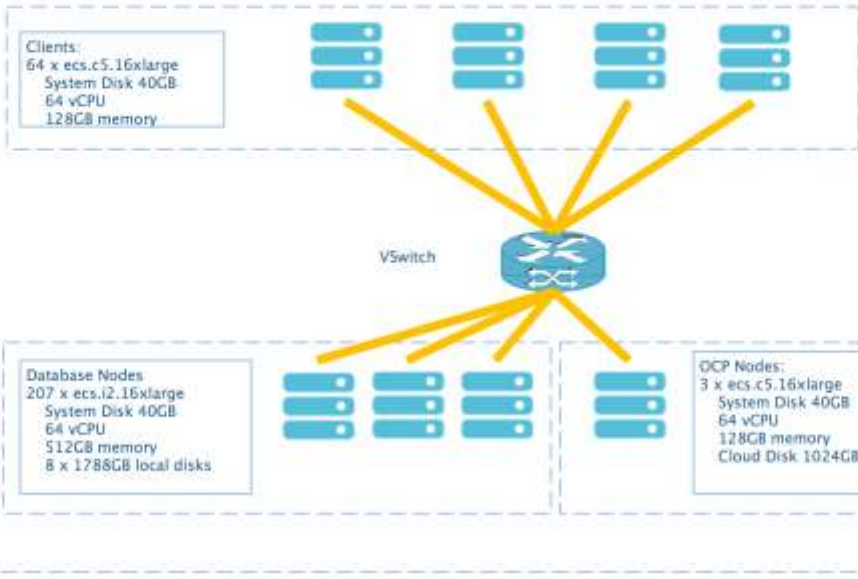 Clients:
64 x ecs.c5.16xlarge
System Disk 40GB
64 vCPU
128GB memory
VSwitch
Database Nodes
207 x ecs.i2.16xlarge
System Disk 40GB
64 vCPU
512GB memory
8 x 1788GB local disks
OCP Nodes:
3 x ecs.c5.16xlarge
System Disk 40GB
64 vCPU
128GB memory
Cloud Disk 1024GB